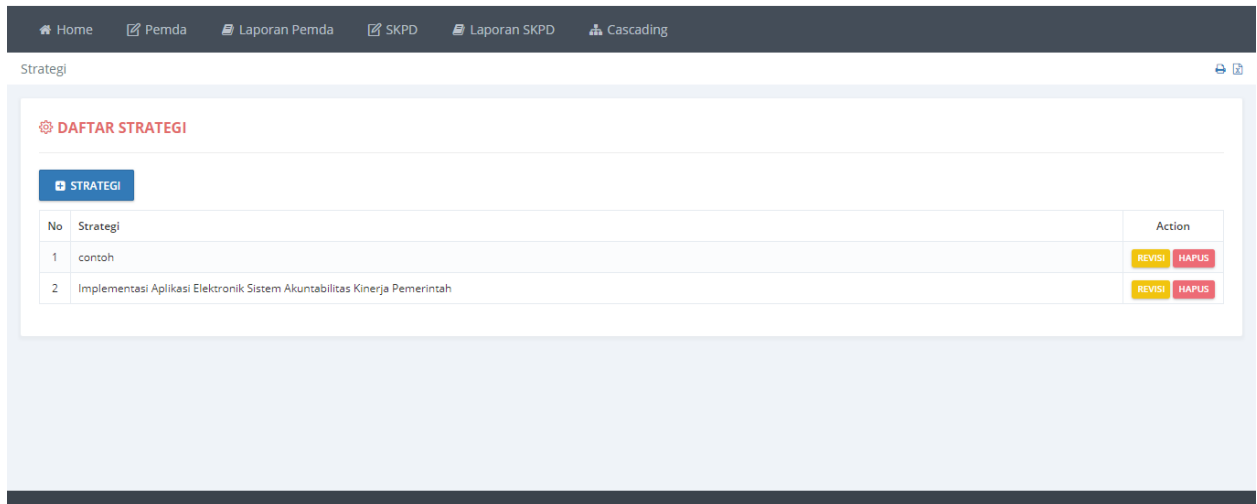 Home Pemda Laporan Pemda SKPD Laporan SKPD Cascading
Strategi
DAFTAR STRATEGI
STRATEGI
No Strategi Action
1 contoh REVISI HAPUS
2 Implementasi Aplikasi Elektronik Sistem Akuntabilitas Kinerja Pemerintah REVISI HAPUS